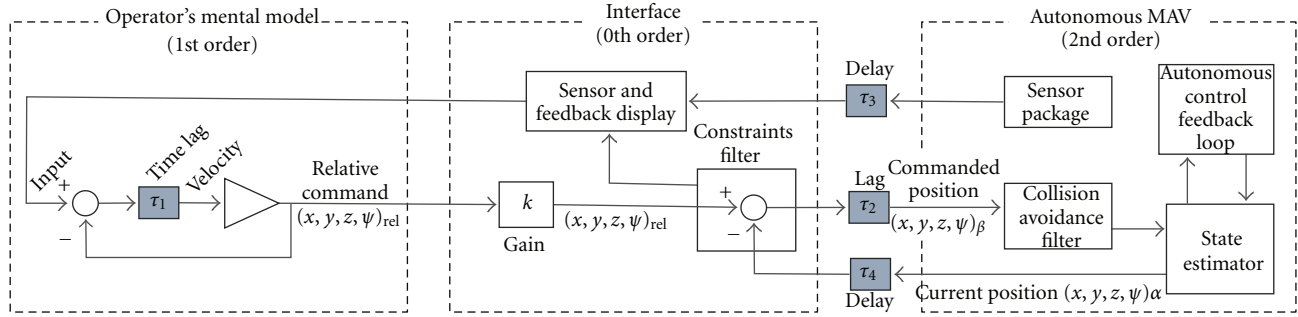 Operator's mental model
(1st order)
Interface
(0th order)
Autonomous MAV
(2nd order)
Input
+
−
Time lag
τ1
Velocity
Relative
command
(x, y, z, ψ)rel
Sensor and
feedback display
k
Gain
(x, y, z, ψ)rel
Constraints
filter
+
−
Delay
τ3
Lag
τ2
τ4
Delay
Commanded
position
(x, y, z, ψ)β
Sensor
package
Collision
avoidance
filter
Autonomous
control
feedback
loop
State
estimator
Current position (x, y, z, ψ)α